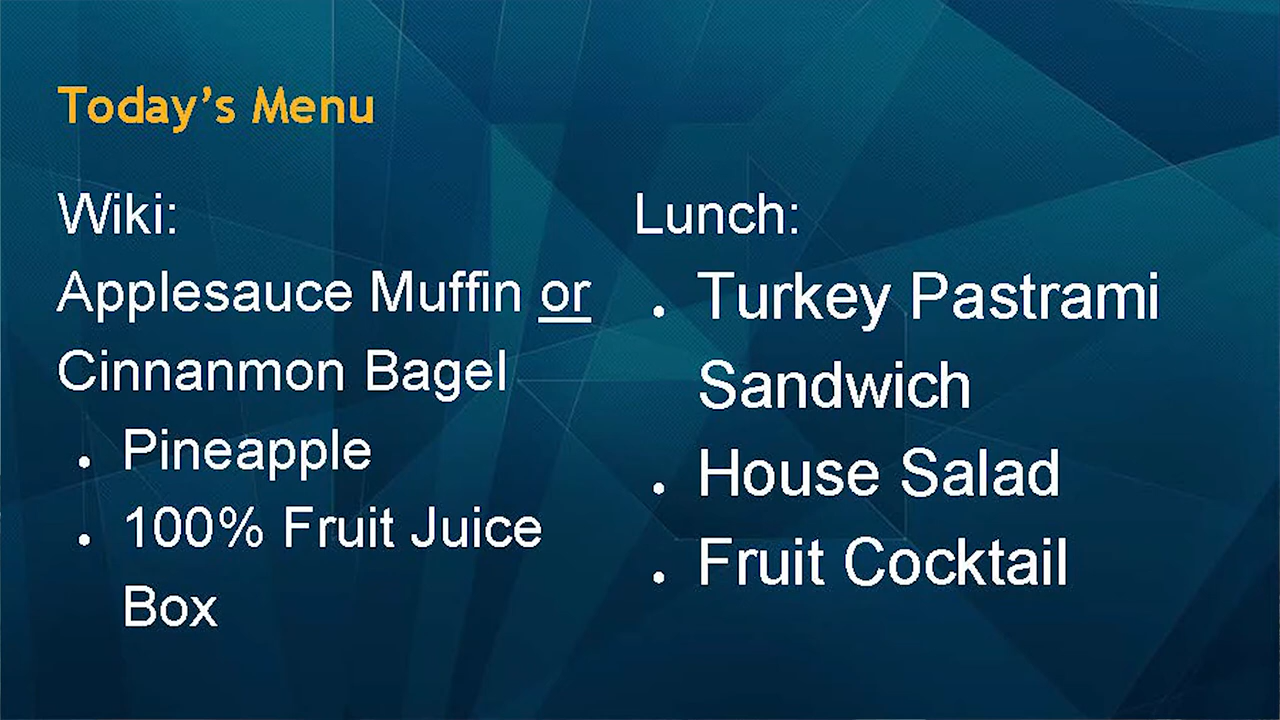 Today's Menu
Wiki:
Applesauce Muffin or
Cinnanmon Bagel
• Pineapple
• 100% Fruit Juice
Box
Lunch:
• Turkey Pastrami
Sandwich
• House Salad
• Fruit Cocktail